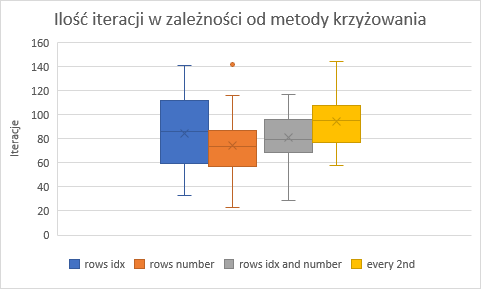 Ilość iteracji w zależności od metody krzyżowania
160
140
120
100
80
60
40
20
0
Iteracje
rows idx
rows number
rows idx and number
every 2nd